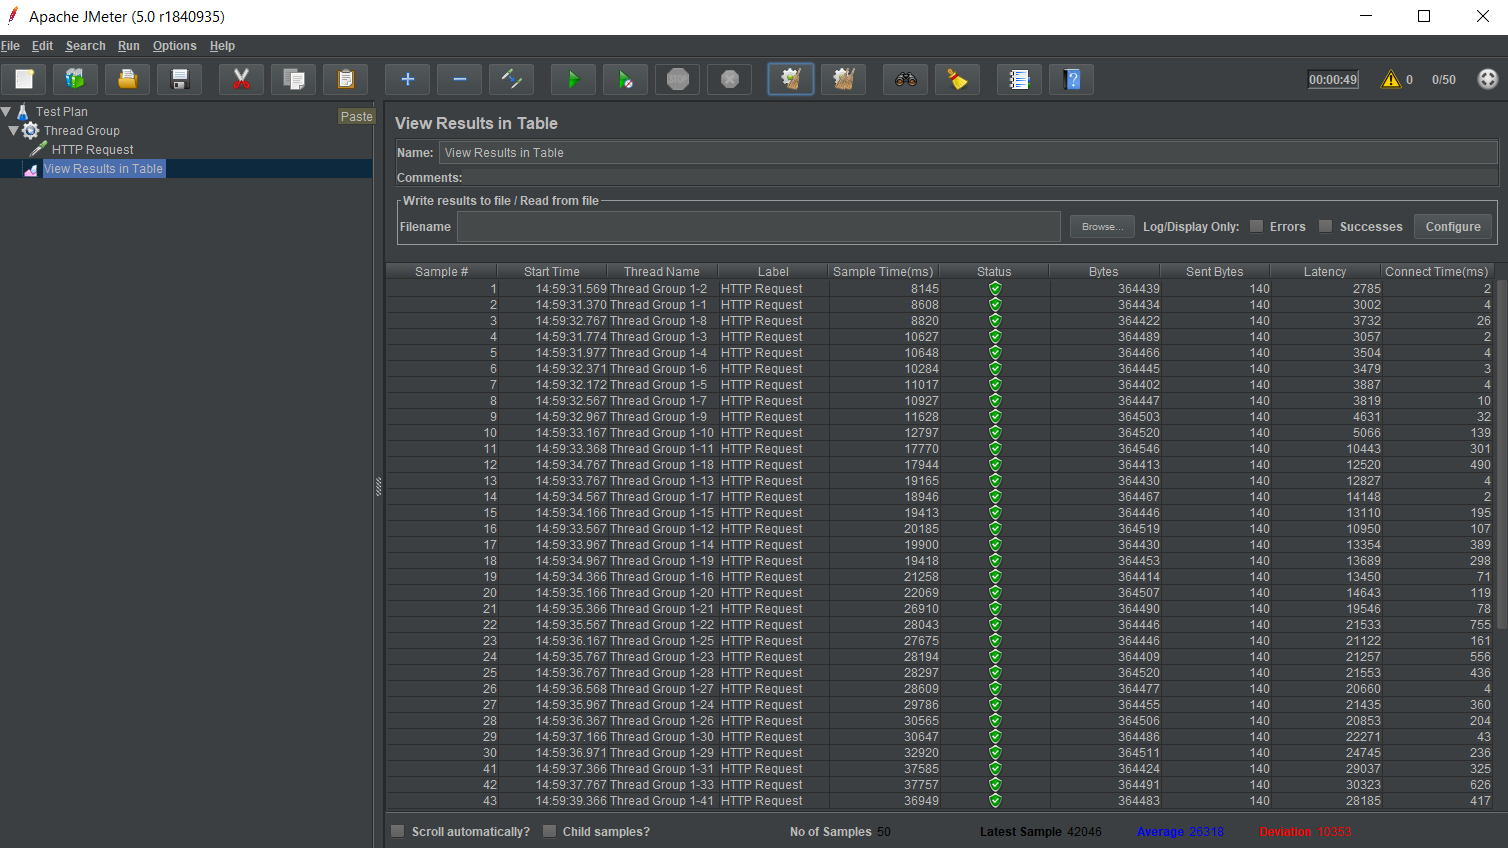 Apache JMeter (5.0 r1840935)
File Edit Search Run Options Help
STOP
00:00:49 0 0/50
Test Plan
Paste
Thread Group
HTTP Request
View Results in Table
View Results in Table
Name: View Results in Table
Comments:
Write results to file / Read from file
Filename Browse... Log/Display Only: Errors Successes Configure
Sample # Start Time Thread Name Label Sample Time(ms) Status Bytes Sent Bytes Latency Connect Time(ms)
1 14:59:31.569 Thread Group 1-2 HTTP Request 8145 364439 140 2785 2
2 14:59:31.370 Thread Group 1-1 HTTP Request 8608 364434 140 3002 4
3 14:59:32.767 Thread Group 1-8 HTTP Request 8820 364422 140 3732 26
4 14:59:31.774 Thread Group 1-3 HTTP Request 10627 364489 140 3057 2
5 14:59:31.977 Thread Group 1-4 HTTP Request 10648 364466 140 3504 4
6 14:59:32.371 Thread Group 1-6 HTTP Request 10284 364445 140 3479 3
7 14:59:32.172 Thread Group 1-5 HTTP Request 11017 364402 140 3887 4
8 14:59:32.567 Thread Group 1-7 HTTP Request 10927 364447 140 3819 10
9 14:59:32.967 Thread Group 1-9 HTTP Request 11628 364503 140 4631 32
10 14:59:33.167 Thread Group 1-10 HTTP Request 12797 364520 140 5066 139
11 14:59:33.368 Thread Group 1-11 HTTP Request 17770 364546 140 10443 301
12 14:59:34.767 Thread Group 1-18 HTTP Request 17944 364413 140 12520 490
13 14:59:33.767 Thread Group 1-13 HTTP Request 19165 364430 140 12827 4
14 14:59:34.567 Thread Group 1-17 HTTP Request 18946 364467 140 14148 2
15 14:59:34.166 Thread Group 1-15 HTTP Request 19413 364446 140 13110 195
16 14:59:33.567 Thread Group 1-12 HTTP Request 20185 364519 140 10950 107
17 14:59:33.967 Thread Group 1-14 HTTP Request 19900 364430 140 13354 389
18 14:59:34.967 Thread Group 1-19 HTTP Request 19418 364453 140 13689 298
19 14:59:34.366 Thread Group 1-16 HTTP Request 21258 364414 140 13450 71
20 14:59:35.166 Thread Group 1-20 HTTP Request 22069 364507 140 14643 119
21 14:59:35.366 Thread Group 1-21 HTTP Request 26910 364490 140 19546 78
22 14:59:35.567 Thread Group 1-22 HTTP Request 28043 364446 140 21533 755
23 14:59:36.167 Thread Group 1-25 HTTP Request 27675 364446 140 21122 161
24 14:59:35.767 Thread Group 1-23 HTTP Request 28194 364409 140 21257 556
25 14:59:36.767 Thread Group 1-28 HTTP Request 28297 364520 140 21553 436
26 14:59:36.568 Thread Group 1-27 HTTP Request 28609 364477 140 20660 4
27 14:59:35.967 Thread Group 1-24 HTTP Request 29786 364455 140 21435 360
28 14:59:36.367 Thread Group 1-26 HTTP Request 30565 364506 140 20853 204
29 14:59:37.166 Thread Group 1-30 HTTP Request 30647 364486 140 22271 43
30 14:59:36.971 Thread Group 1-29 HTTP Request 32920 364511 140 24745 236
41 14:59:37.366 Thread Group 1-31 HTTP Request 37585 364424 140 29037 325
42 14:59:37.767 Thread Group 1-33 HTTP Request 37757 364491 140 30323 626
43 14:59:39.366 Thread Group 1-41 HTTP Request 36949 364483 140 28185 417
Scroll automatically? Child samples? No of Samples 50 Latest Sample 42046 Average 26318 Deviation 10353